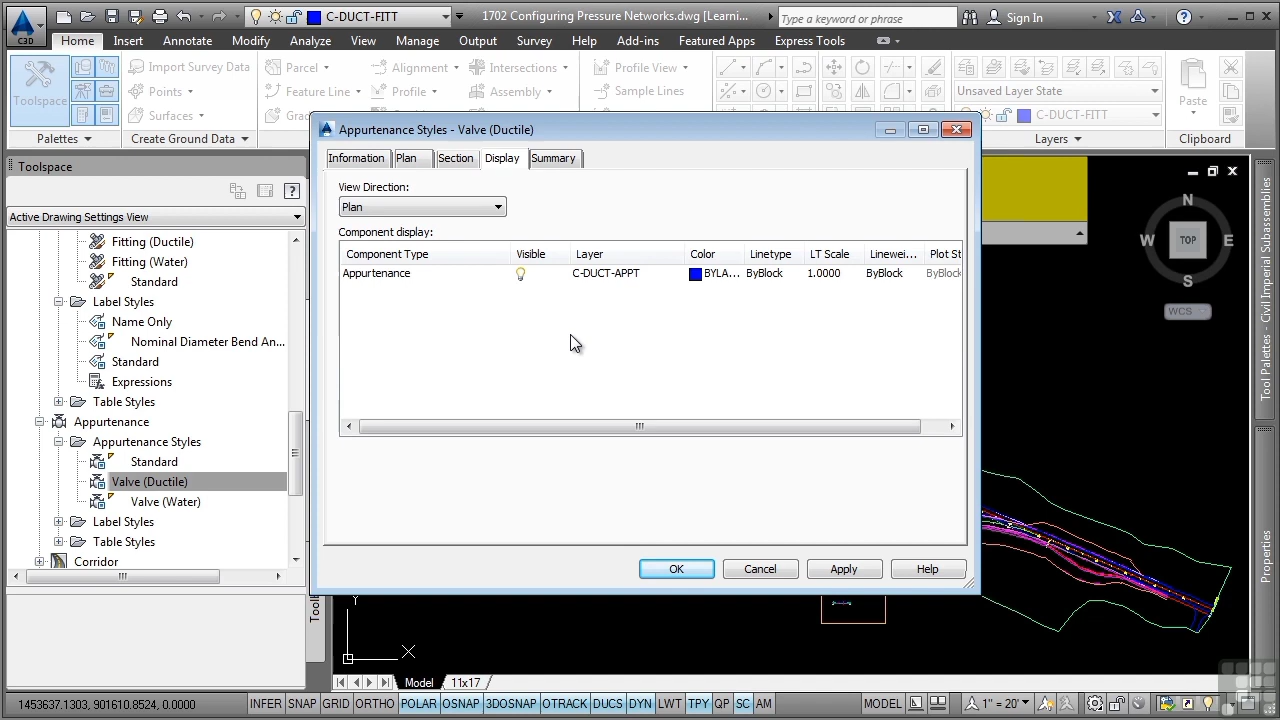 C-DUCT-FITT
1702 Configuring Pressure Networks.dwg [Learni...
Type a keyword or phrase
Sign In
C3D
Home Insert Annotate Modify Analyze View Manage Output Survey Help Add-ins Featured Apps Express Tools
Toolspace
Import Survey Data
Points
Surfaces
Parcel
Feature Line
Alignment
Profile
Intersections
Assembly
Profile View
Sample Lines
Unsaved Layer State
C-DUCT-FITT
Paste
Palettes
Create Ground Data
Layers
Clipboard
Toolspace
Active Drawing Settings View
Fitting (Ductile)
Fitting (Water)
Standard
Label Styles
Name Only
Nominal Diameter Bend An...
Standard
Expressions
Table Styles
Appurtenance
Appurtenance Styles
Standard
Valve (Ductile)
Valve (Water)
Label Styles
Table Styles
Corridor
Appurtenance Styles - Valve (Ductile)
Information Plan Section Display Summary
View Direction:
Plan
Component display:
Component Type Visible Layer Color Linetype LT Scale Linewei... Plot St
Appurtenance C-DUCT-APPT BYLA... ByBlock 1.0000 ByBlock ByBlock
OK Cancel Apply Help
N
W TOP E
S
WCS
Tool Palettes - Civil Imperial Subassemblies
Properties
Y
X
Model 11x17
1453637.1303, 901610.8524, 0.0000
INFER SNAP GRID ORTHO POLAR OSNAP 3DOSNAP OTRACK DUCS DYN LWT TPY QP SC AM
MODEL
1" = 20'